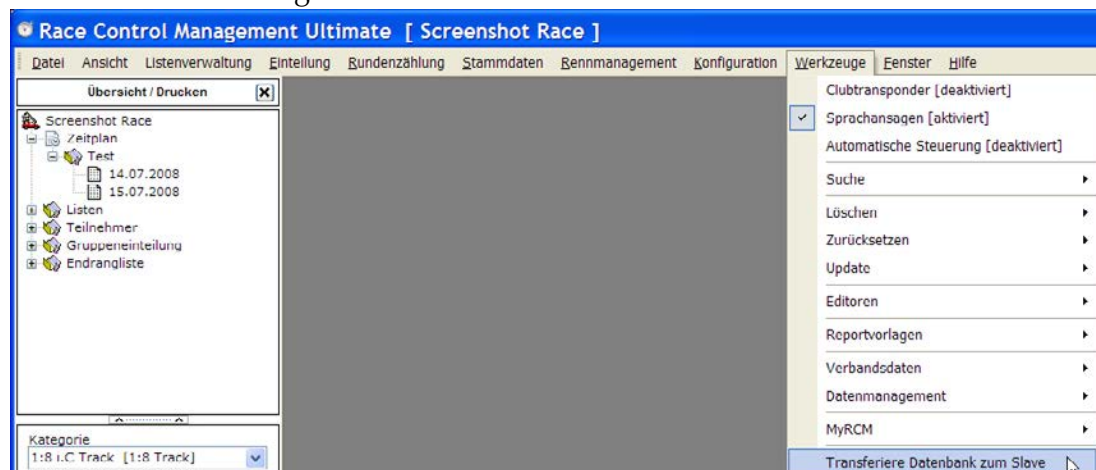 Race Control Management Ultimate [ Screenshot Race ]
Datei Ansicht Listenverwaltung Einteilung Rundenzählung Stammdaten Rennmanagement Konfiguration Werkzeuge Fenster Hilfe
Übersicht / Drucken
Screenshot Race
Zeitplan
Test
14.07.2008
15.07.2008
Listen
Teilnehmer
Gruppeneinteilung
Endrangliste
Kategorie
1:8 I.C Track [1:8 Track]
Clubtransponder [deaktiviert]
Sprachansagen [aktiviert]
Automatische Steuerung [deaktiviert]
Suche
Löschen
Zurücksetzen
Update
Editoren
Reportvorlagen
Verbandsdaten
Datenmanagement
MyRCM
Transferiere Datenbank zum Slave